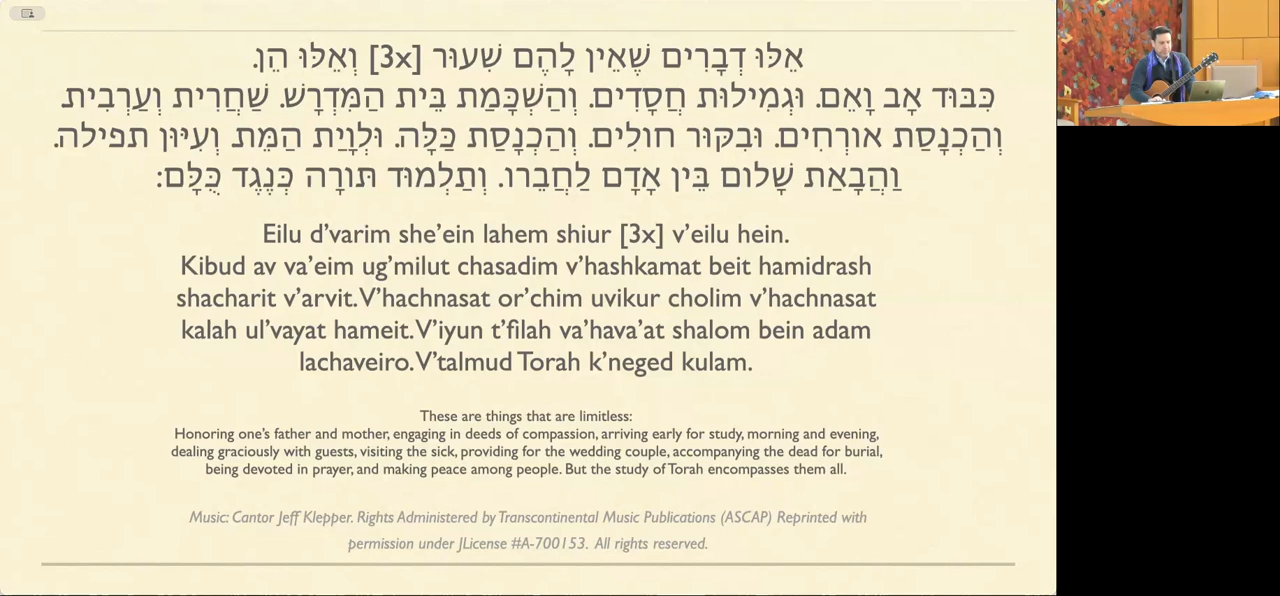 אֵלּוּ דְבָרִים שֶׁאֵין לָהֶם שִׁעוּר [3x] וְאֵלּוּ הֵן.
כִּבּוּד אָב וָאֵם. וּגְמִילוּת חֲסָדִים. וְהַשְׁכָּמַת בֵּית הַמִּדְרָשׁ. שַׁחֲרִית וְעַרְבִית
וְהַכְנָסַת אוֹרְחִים. וּבִקּוּר חוֹלִים. וְהַכְנָסַת כַּלָּה. וּלְוָיַת הַמֵּת. וְעִיּוּן תפילה.
וַהֲבָאַת שָׁלוֹם בֵּין אָדָם לַחֲבֵרוֹ. וְתַלְמוּד תּוֹרָה כְּנֶגֶד כֻּלָּם:
Eilu d’varim she’ein lahem shiur [3x] v’eilu hein.
Kibud av va’eim ug’milut chasadim v’hashkamat beit hamidrash
shacharit v’arvit. V’hachnasat or’chim uvikur cholim v’hachnasat
kalah ul’vayat hameit. V’iyun t’filah va’hava’at shalom bein adam
lachaveiro. V’talmud Torah k’neged kulam.
These are things that are limitless:
Honoring one’s father and mother, engaging in deeds of compassion, arriving early for study, morning and evening,
dealing graciously with guests, visiting the sick, providing for the wedding couple, accompanying the dead for burial,
being devoted in prayer, and making peace among people. But the study of Torah encompasses them all.
Music: Cantor Jeff Klepper. Rights Administered by Transcontinental Music Publications (ASCAP) Reprinted with
permission under JLicense #A-700153. All rights reserved.